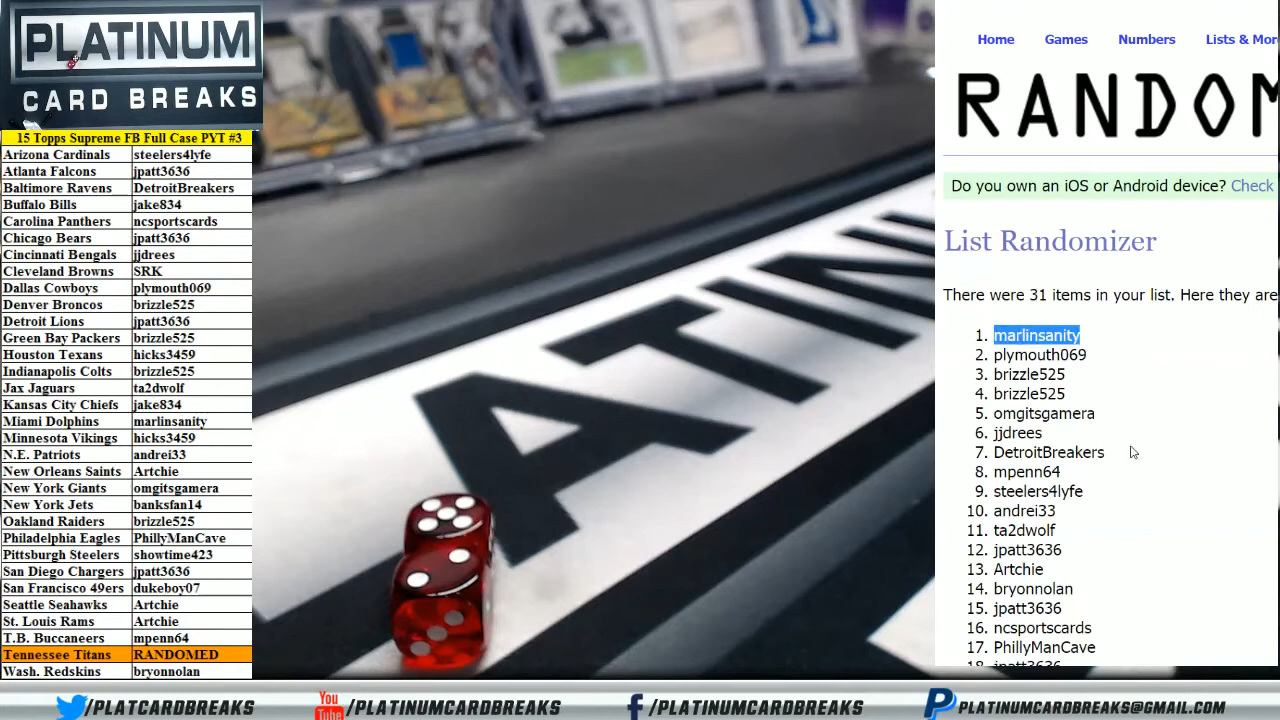 PLATINUM
CARD BREAKS
15 Topps Supreme FB Full Case PYT #3
Arizona Cardinals steelers4lyfe
Atlanta Falcons jpatt3636
Baltimore Ravens DetroitBreakers
Buffalo Bills jake834
Carolina Panthers ncsportscards
Chicago Bears jpatt3636
Cincinnati Bengals jjdrees
Cleveland Browns SRK
Dallas Cowboys plymouth069
Denver Broncos brizzle525
Detroit Lions jpatt3636
Green Bay Packers brizzle525
Houston Texans hicks3459
Indianapolis Colts brizzle525
Jax Jaguars ta2dwolf
Kansas City Chiefs jake834
Miami Dolphins marlinsanity
Minnesota Vikings hicks3459
N.E. Patriots andrei33
New Orleans Saints Artchie
New York Giants omgitsgamera
New York Jets banksfan14
Oakland Raiders brizzle525
Philadelphia Eagles PhillyManCave
Pittsburgh Steelers showtime423
San Diego Chargers jpatt3636
San Francisco 49ers dukeboy07
Seattle Seahawks Artchie
St. Louis Rams Artchie
T.B. Buccaneers mpenn64
Tennessee Titans RANDOMED
Wash. Redskins bryonnolan
ATINU
Home Games Numbers Lists & Mor
RANDOM
Do you own an iOS or Android device? Check
List Randomizer
There were 31 items in your list. Here they are
1. marlinsanity
2. plymouth069
3. brizzle525
4. brizzle525
5. omgitsgamera
6. jjdrees
7. DetroitBreakers
8. mpenn64
9. steelers4lyfe
10. andrei33
11. ta2dwolf
12. jpatt3636
13. Artchie
14. bryonnolan
15. jpatt3636
16. ncsportscards
17. PhillyManCave
18. jpatt3636
/PLATCARDBREAKS
You Tube /PLATINUMCARDBREAKS
f /PLATINUMCARDBREAKS
P PLATINUMCARDBREAKS@GMAIL.COM